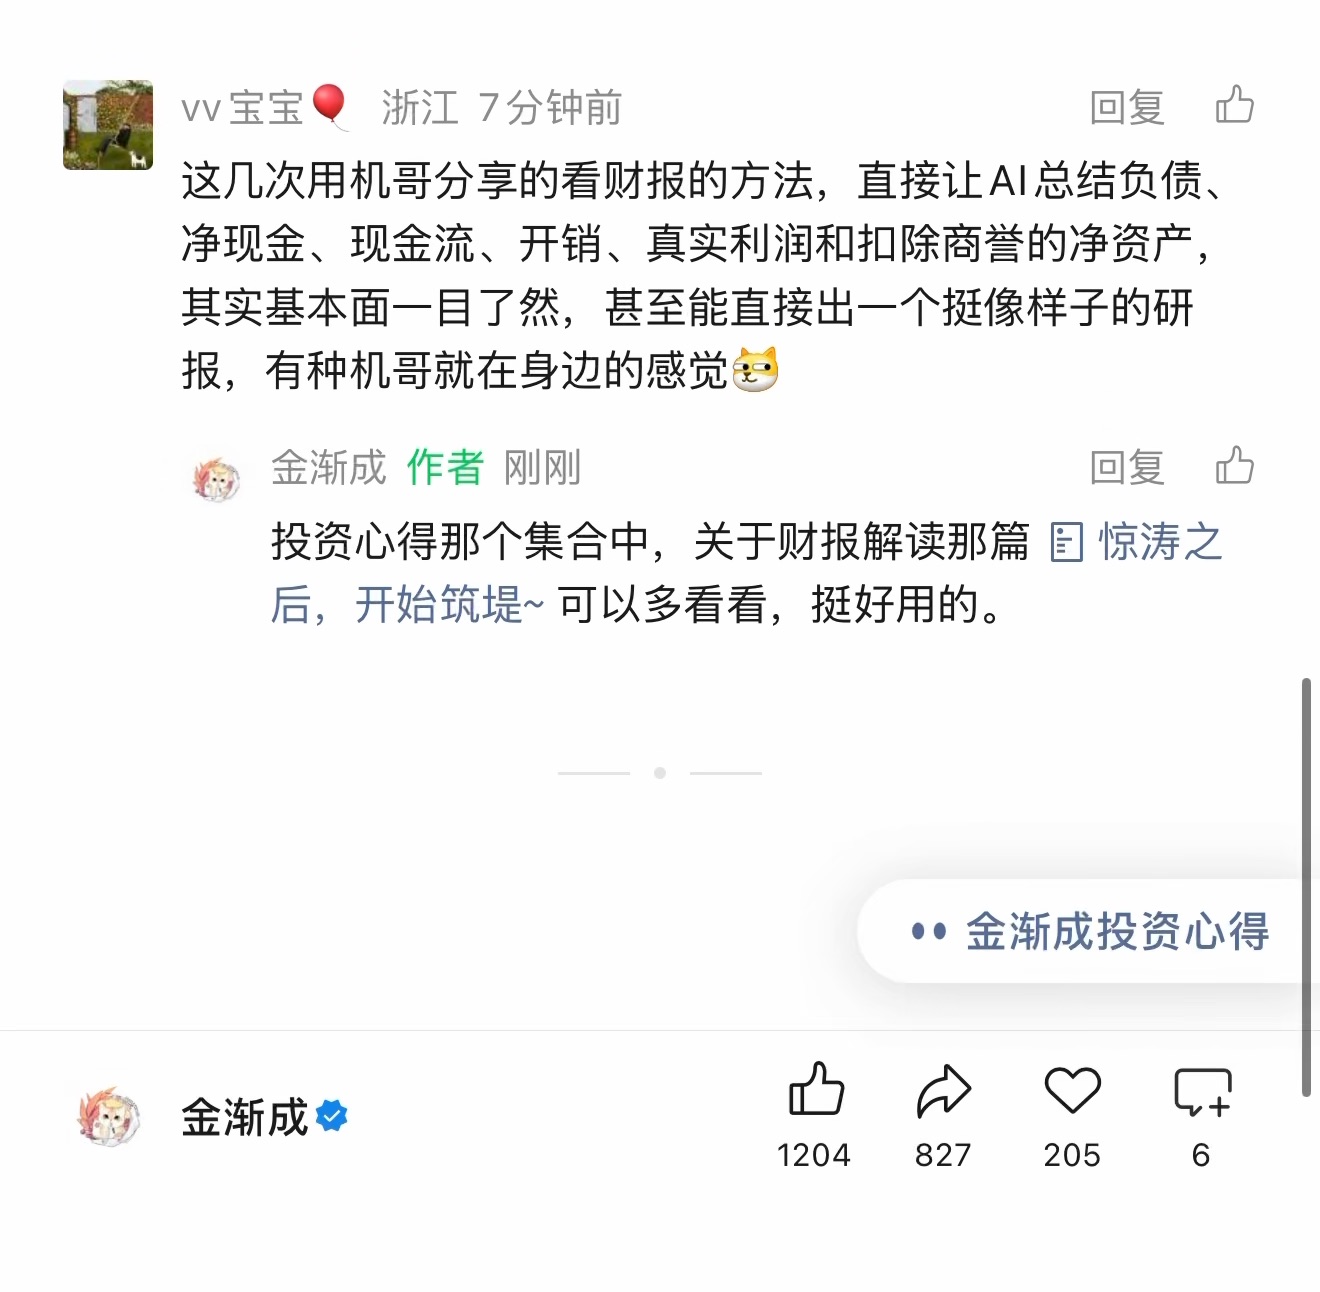 vv宝宝🎈 浙江 7分钟前 回复
这几次用机哥分享的看财报的方法，直接让AI总结负债、
净现金、现金流、开销、真实利润和扣除商誉的净资产，
其实基本面一目了然，甚至能直接出一个挺像样子的研
报，有种机哥就在身边的感觉
金渐成 作者 刚刚 回复
投资心得那个集合中，关于财报解读那篇 惊涛之
后，开始筑堤~ 可以多看看，挺好用的。
金渐成投资心得
金渐成
1204 827 205 6